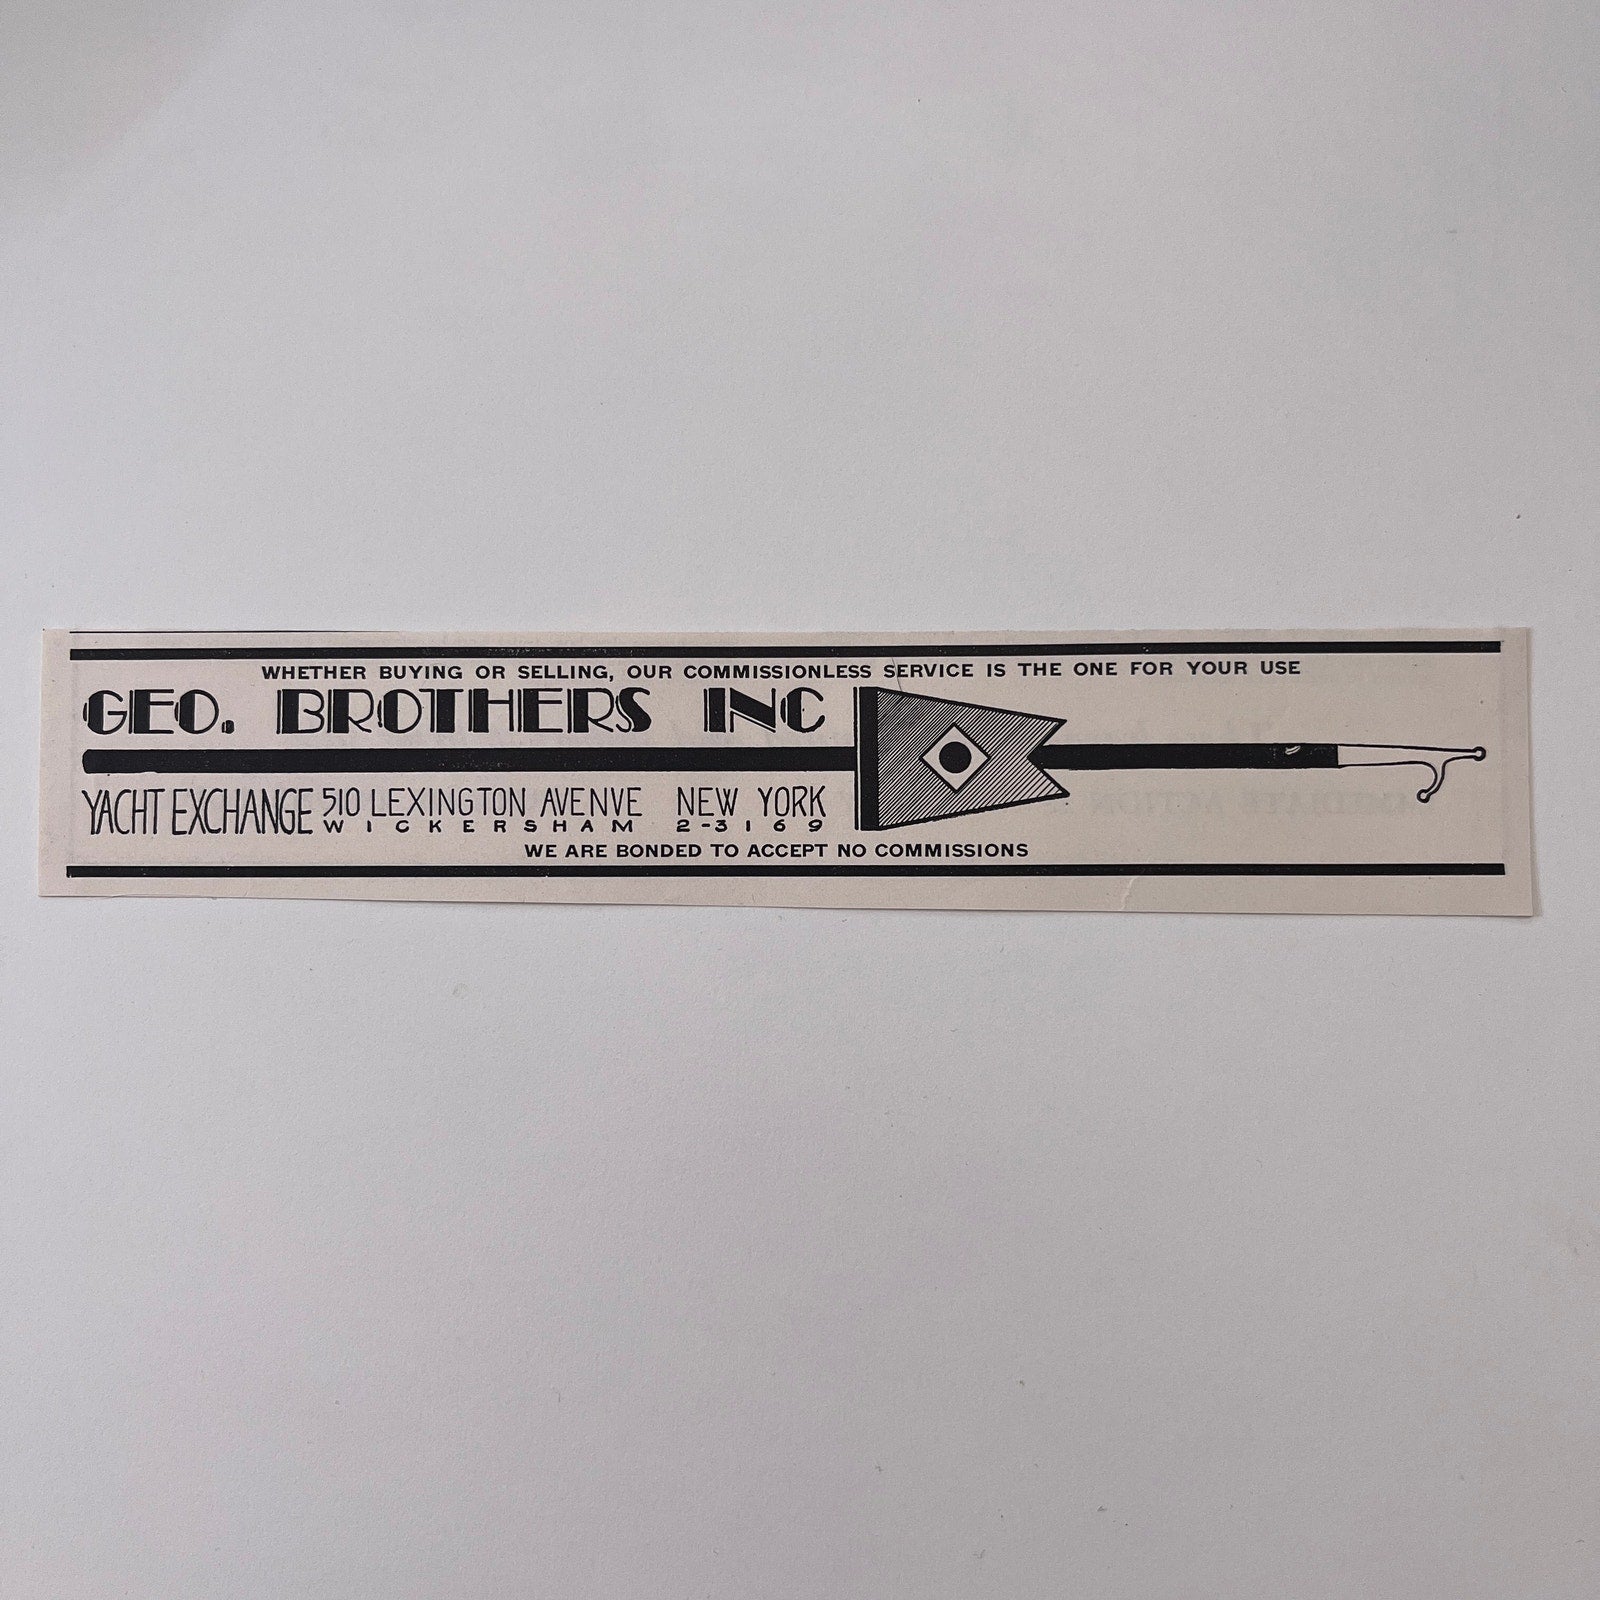 WHETHER BUYING OR SELLING, OUR COMMISSIONLESS SERVICE IS THE ONE FOR YOUR USE
GEO. BROTHERS INC
YACHT EXCHANGE 510 LEXINGTON AVENVE NEW YORK
WICKERSHAM 2-3169
WE ARE BONDED TO ACCEPT NO COMMISSIONS